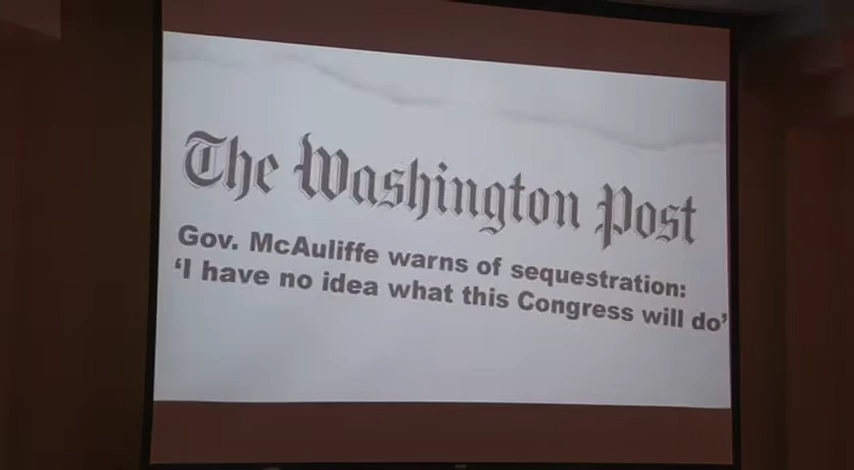 The Washington Post
Gov. McAuliffe warns of sequestration:
‘I have no idea what this Congress will do’